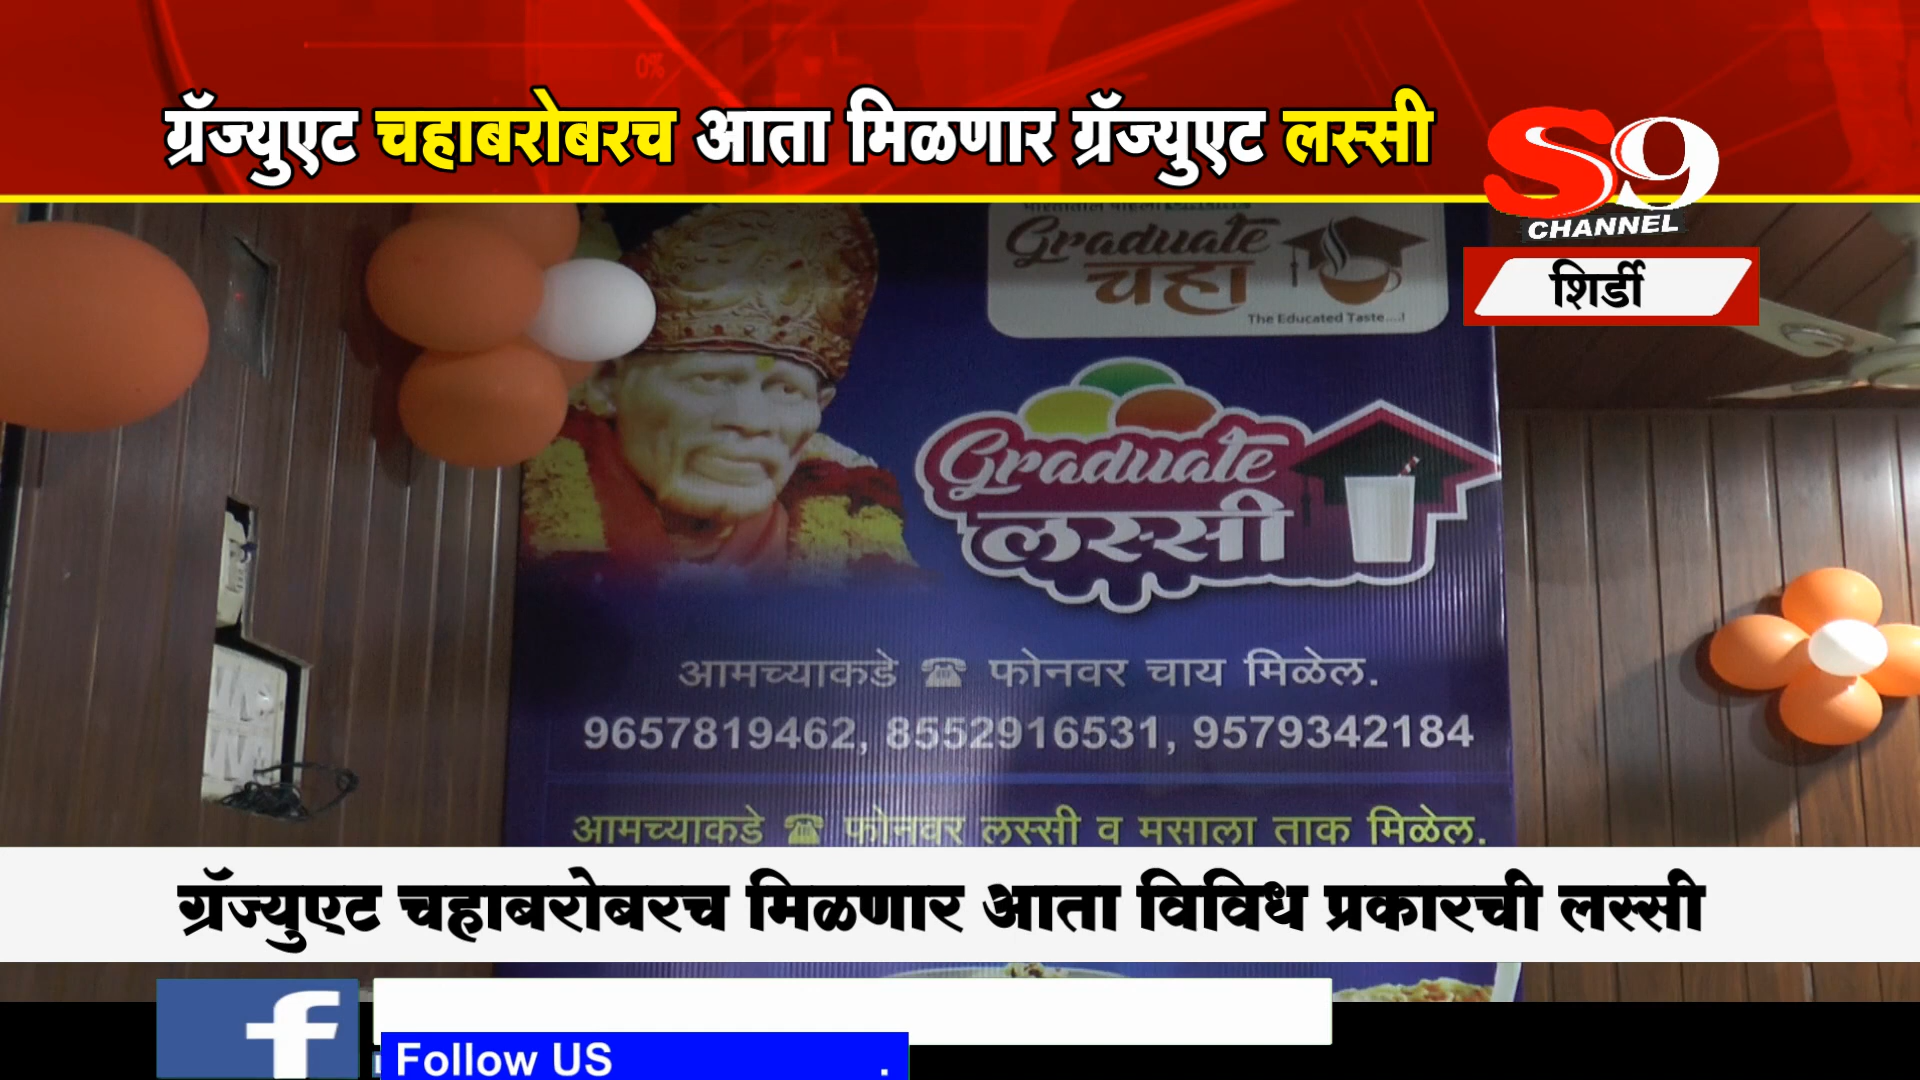 0%
ग्रॅज्युएट चहाबरोबरच आता मिळणार ग्रॅज्युएट लस्सी
S9
CHANNEL
शिर्डी
Graduate
चहा
The Educated Taste....!
Graduate
लस्सी
आमच्याकडे ☎ फोनवर चाय मिळेल.
9657819462, 8552916531, 9579342184
आमच्याकडे ☎ फोनवर लस्सी व मसाला ताक मिळेल.
ग्रॅज्युएट चहाबरोबरच मिळणार आता विविध प्रकारची लस्सी
f
Follow US .